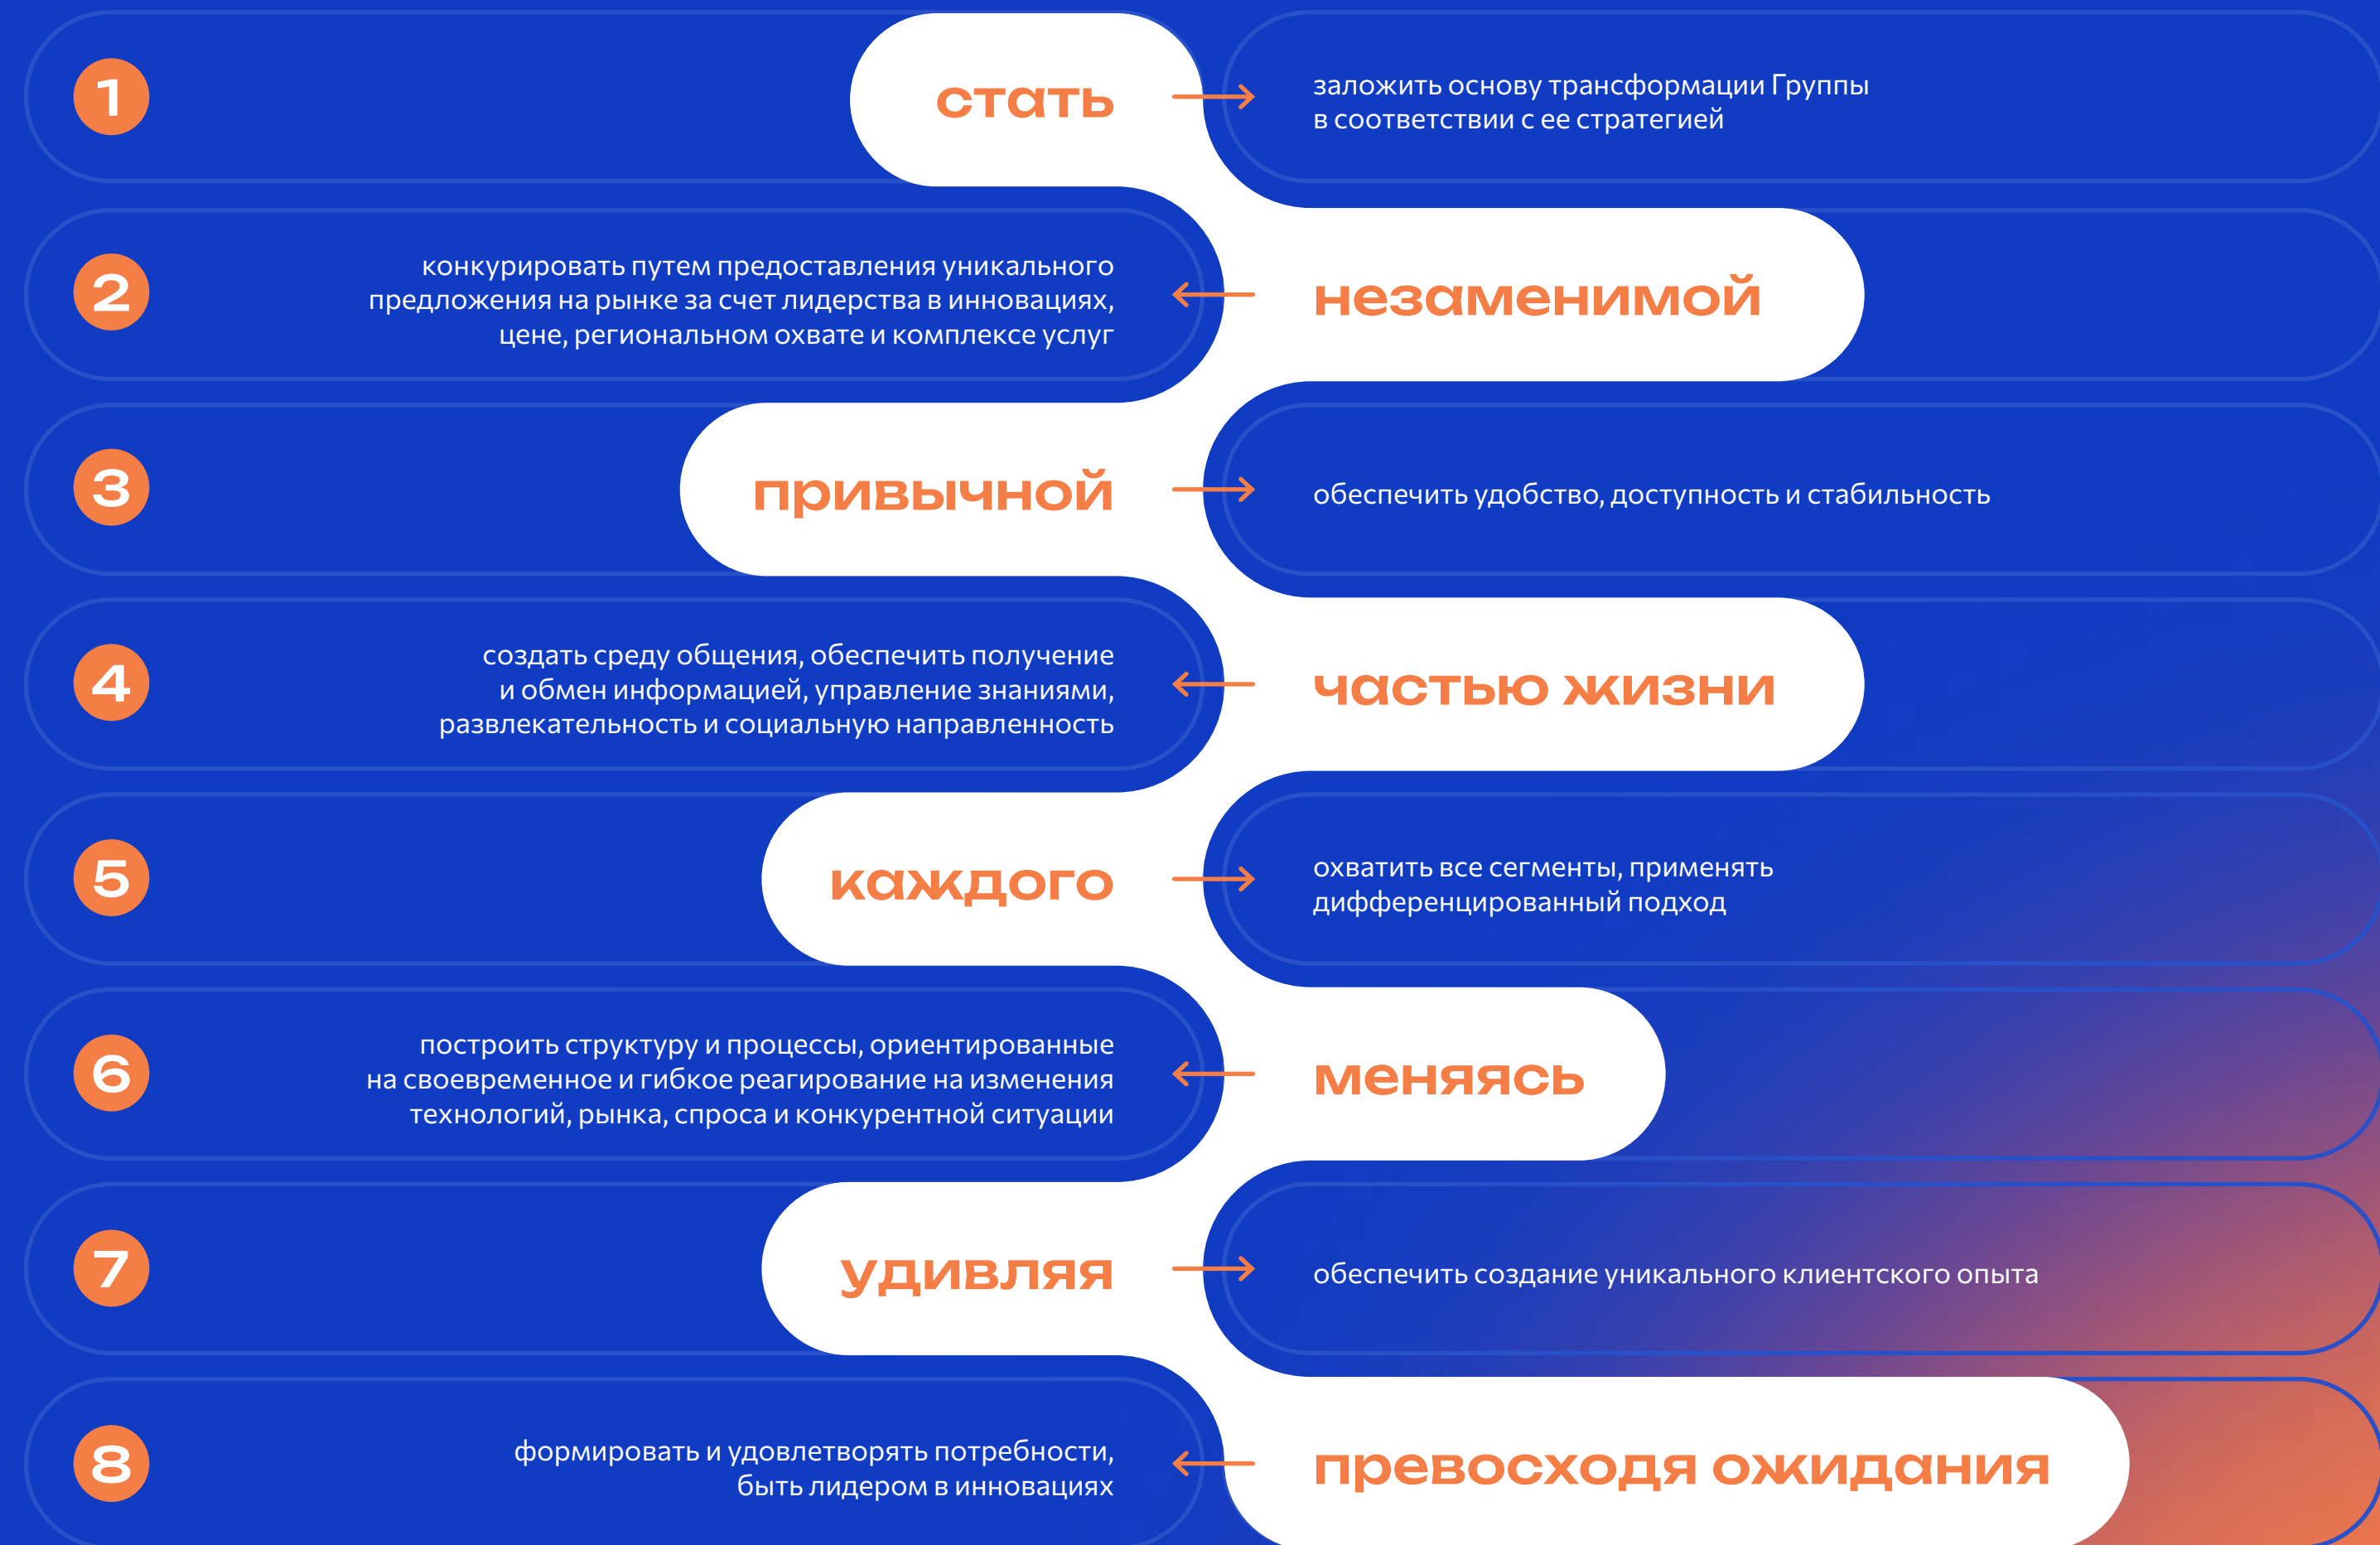 1
стать
заложить основу трансформации Группы
в соответствии с ее стратегией
2
конкурировать путем предоставления уникального
предложения на рынке за счет лидерства в инновациях,
цене, региональном охвате и комплексе услуг
незаменимой
3
привычной
обеспечить удобство, доступность и стабильность
4
создать среду общения, обеспечить получение
и обмен информацией, управление знаниями,
развлекательность и социальную направленность
частью жизни
5
каждого
охватить все сегменты, применять
дифференцированный подход
6
построить структуру и процессы, ориентированные
на своевременное и гибкое реагирование на изменения
технологий, рынка, спроса и конкурентной ситуации
меняясь
7
удивляя
обеспечить создание уникального клиентского опыта
8
формировать и удовлетворять потребности,
быть лидером в инновациях
превосходя ожидания